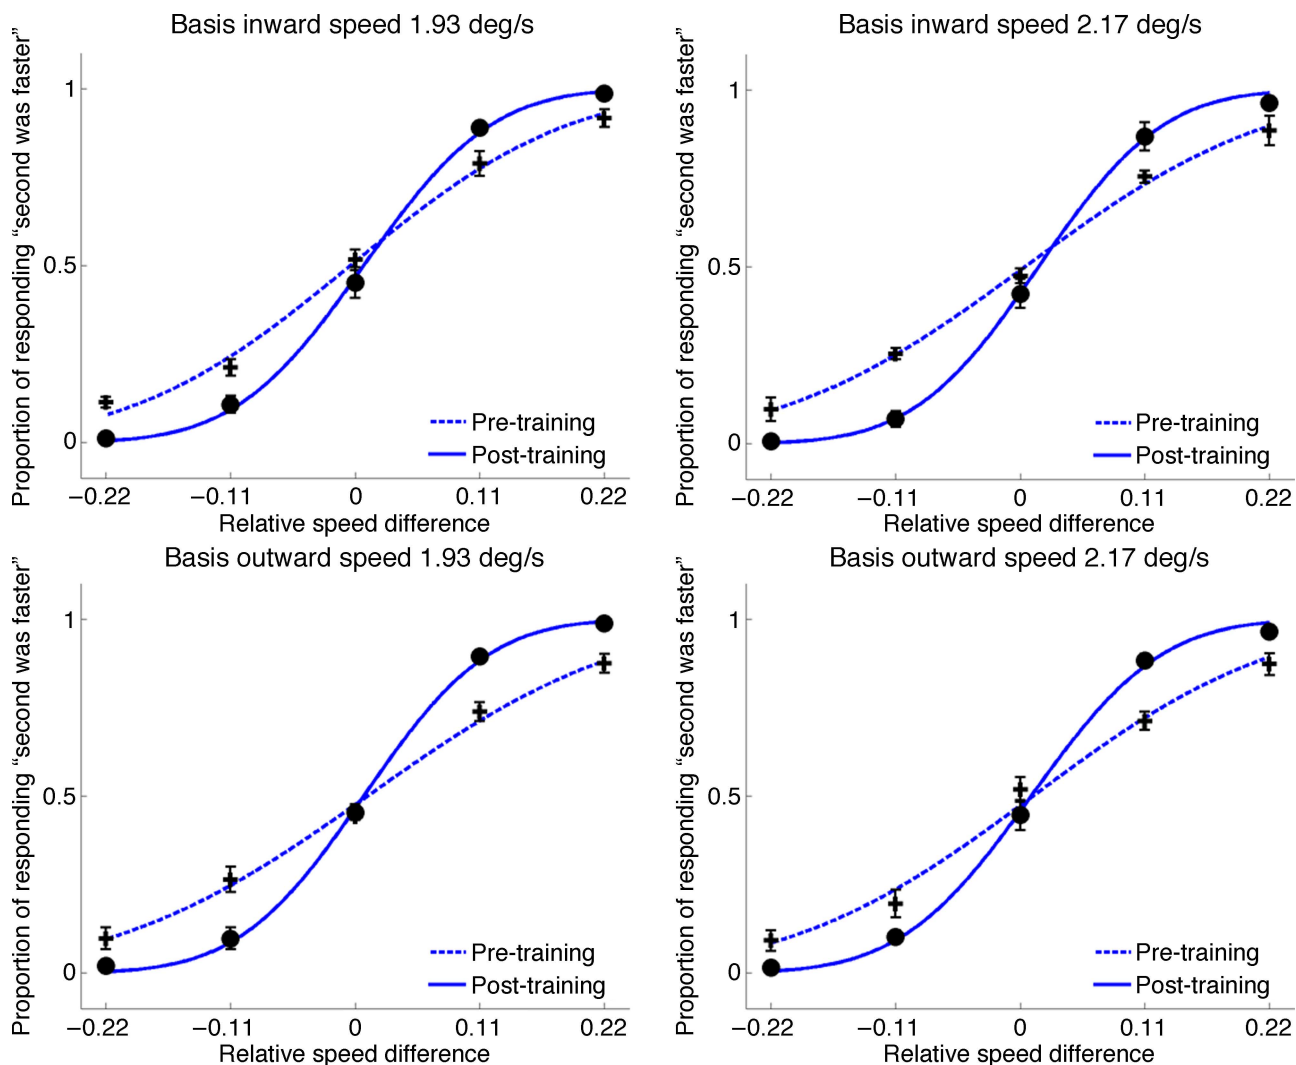 Basis inward speed 1.93 deg/s
Proportion of responding “second was faster”
1
0.5
0
Pre-training
Post-training
−0.22 −0.11 0 0.11 0.22
Relative speed difference
Basis inward speed 2.17 deg/s
Proportion of responding “second was faster”
1
0.5
0
Pre-training
Post-training
−0.22 −0.11 0 0.11 0.22
Relative speed difference
Basis outward speed 1.93 deg/s
Proportion of responding “second was faster”
1
0.5
0
Pre-training
Post-training
−0.22 −0.11 0 0.11 0.22
Relative speed difference
Basis outward speed 2.17 deg/s
Proportion of responding “second was faster”
1
0.5
0
Pre-training
Post-training
−0.22 −0.11 0 0.11 0.22
Relative speed difference